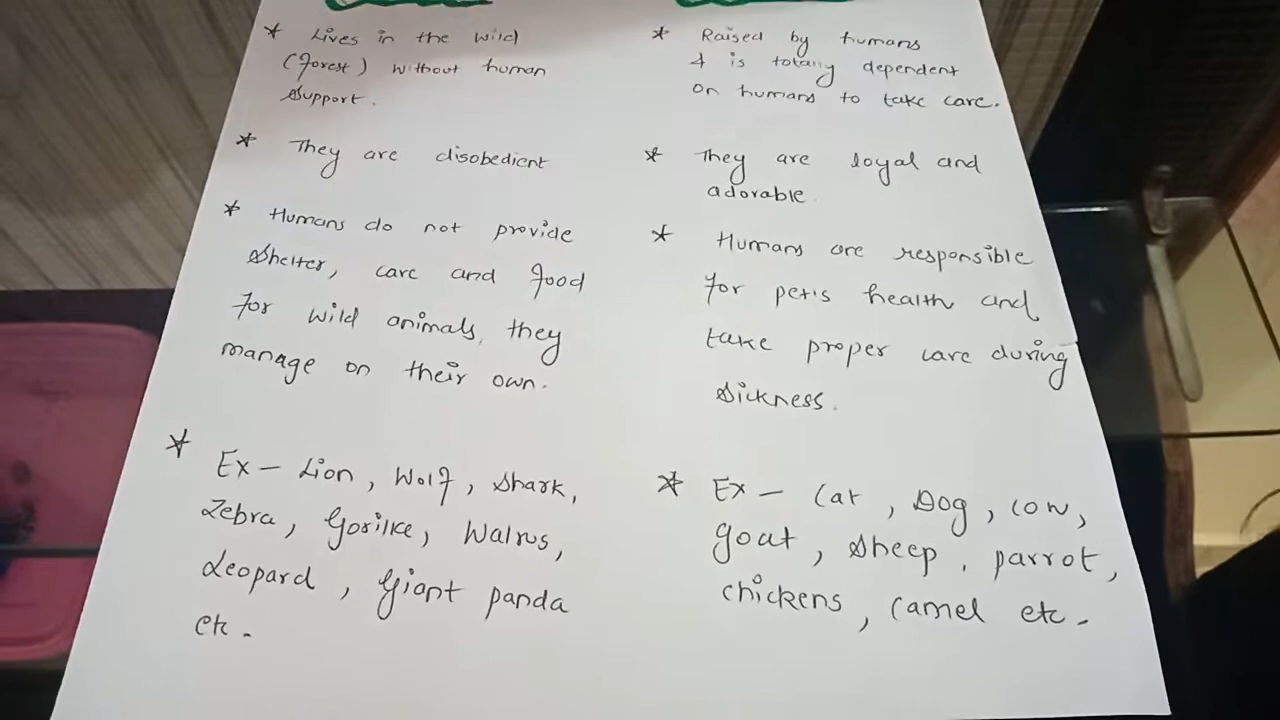 * Lives in the wild
(forest) without human
support.
* They are disobedient
* Humans do not provide
shelter, care and food
for wild animals, they
manage on their own.
* Ex - Lion, Wolf, shark,
Zebra, Gorilke, Walrus,
Leopard, Giant panda
etc.
* Raised by humans
& is totally dependent
on humans to take care.
* They are loyal and
adorable.
* Humans are responsible
for pets health and
take proper care during
sickness.
* Ex - Cat, Dog, cow,
goat, sheep, parrot,
chickens, camel etc.